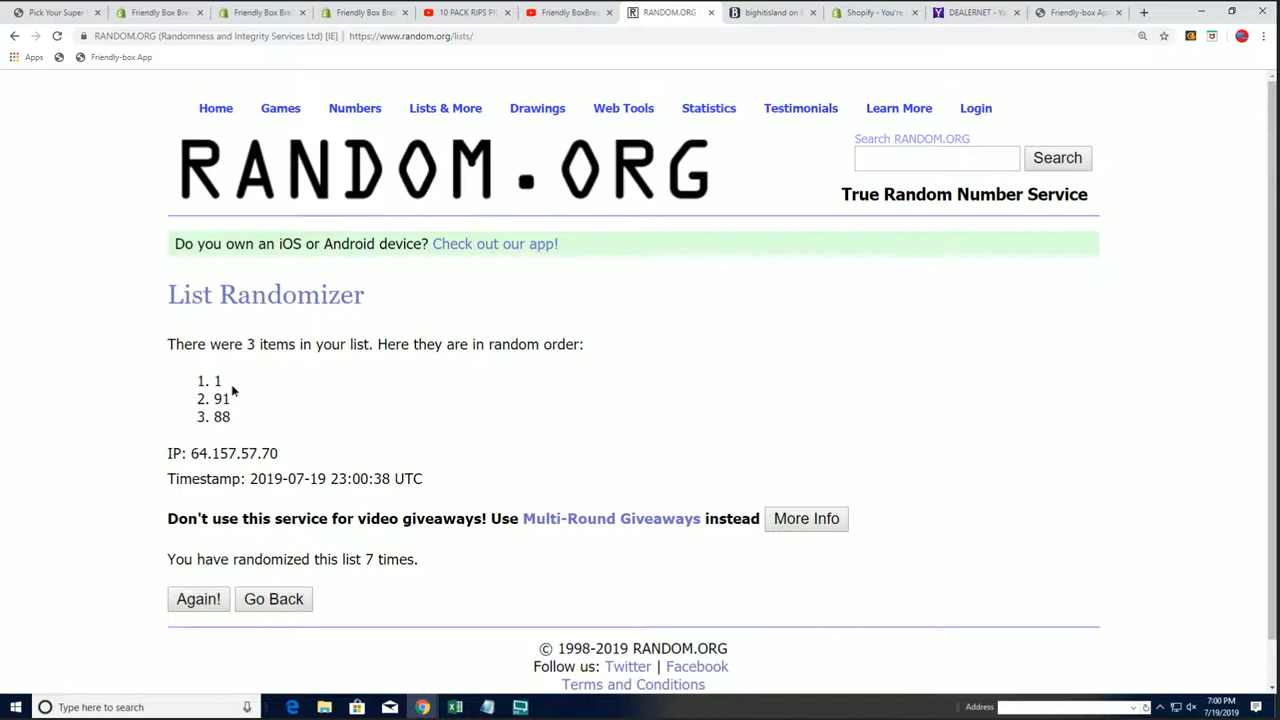 Pick Your Super
Friendly Box Bre
Friendly Box Bre
Friendly Box Bre
10 PACK RIPS PI
Friendly BoxBre
RANDOM.ORG
bighitisland on S
Shopify - You're
DEALERNET - Yo
Friendly-box Ap
RANDOM.ORG (Randomness and Integrity Services Ltd) [IE] | https://www.random.org/lists/
Apps Friendly-box App
Home Games Numbers Lists & More Drawings Web Tools Statistics Testimonials Learn More Login
Search RANDOM.ORG
RANDOM.ORG
Search
True Random Number Service
Do you own an iOS or Android device? Check out our app!
List Randomizer
There were 3 items in your list. Here they are in random order:
1. 1
2. 91
3. 88
IP: 64.157.57.70
Timestamp: 2019-07-19 23:00:38 UTC
Don't use this service for video giveaways! Use Multi-Round Giveaways instead More Info
You have randomized this list 7 times.
Again! Go Back
© 1998-2019 RANDOM.ORG
Follow us: Twitter | Facebook
Terms and Conditions
Type here to search
Address
7:00 PM
7/19/2019